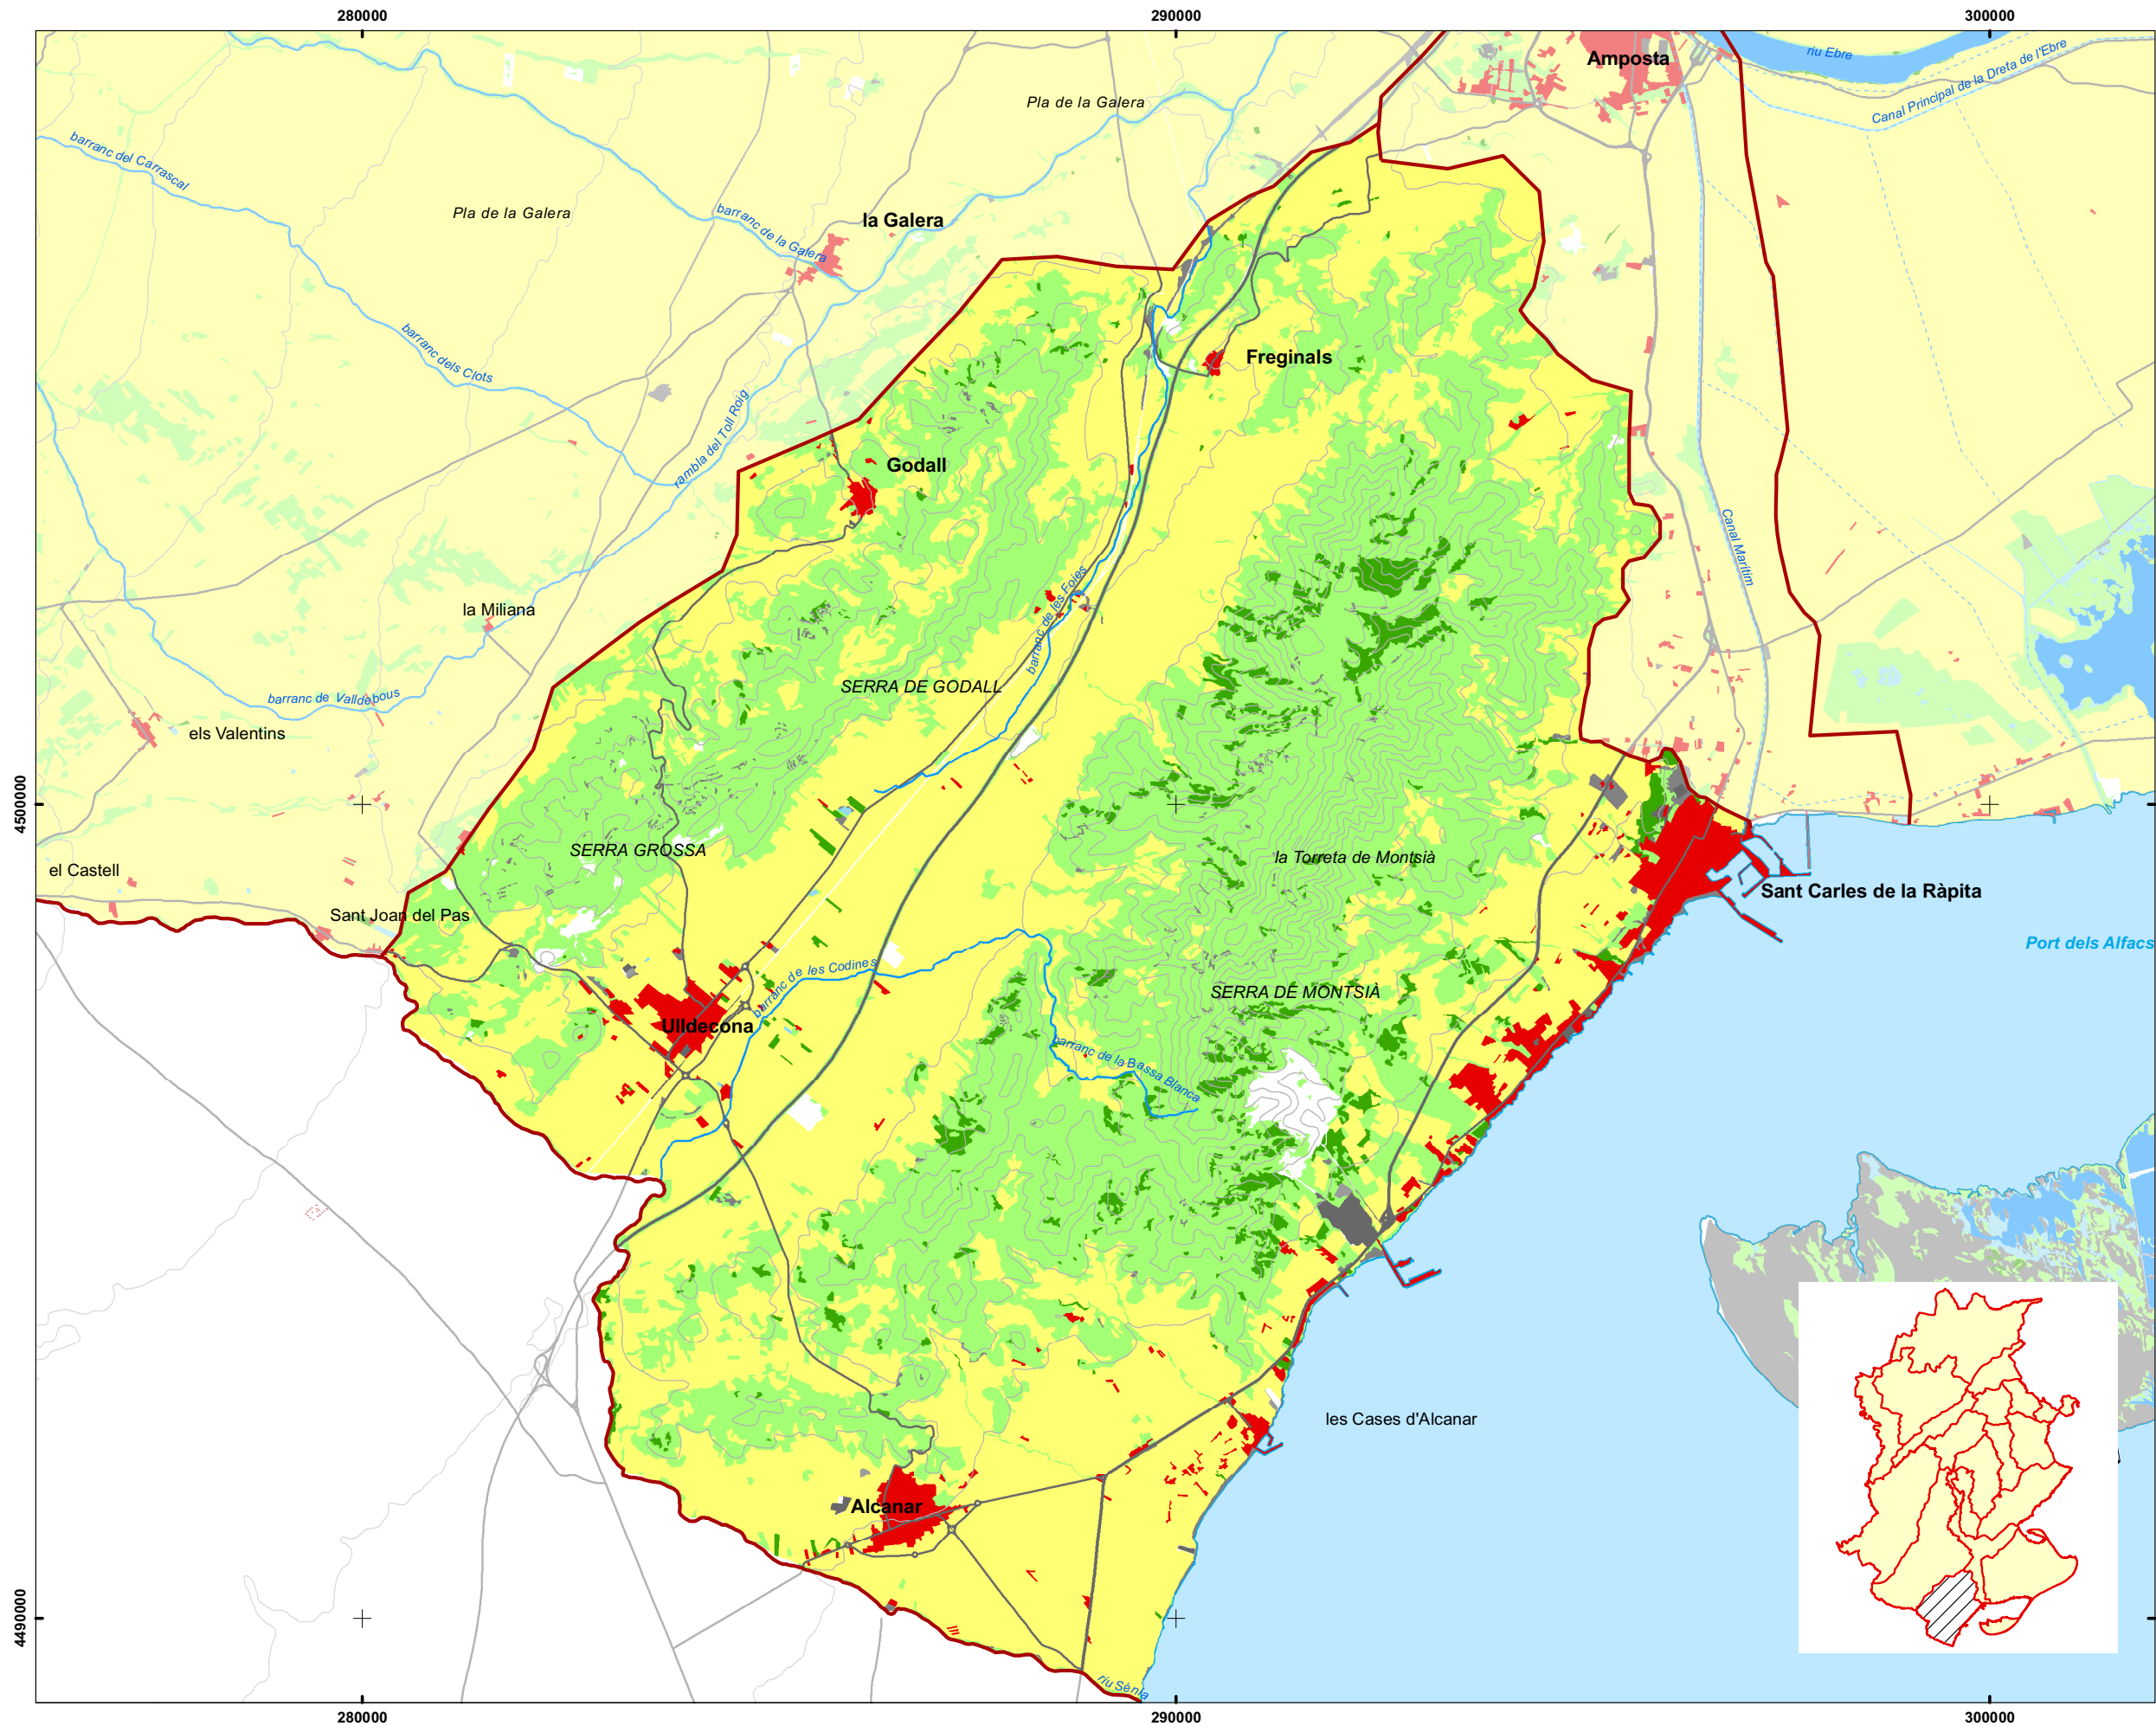 280000
290000
300000
Amposta
riu Ebre
Canal Principal de la Dreta de l'Ebre
Pla de la Galera
barranc del Carrascal
Pla de la Galera
barranc de la Galera
la Galera
barranc dels Clots
Freginals
rambla del Toll Roig
Godall
Canal Marítim
la Miliana
barranc de les Foies
SERRA DE GODALL
barranc de Valldebous
els Valentins
4500000
SERRA GROSSA
la Torreta de Montsià
el Castell
Sant Carles de la Ràpita
Sant Joan del Pas
Port dels Alfacs
barranc de les Codines
SERRA DE MONTSIÀ
Ulldecona
barranc de la Bassa Blanca
les Cases d'Alcanar
Alcanar
4490000
riu Sénia
280000
290000
300000